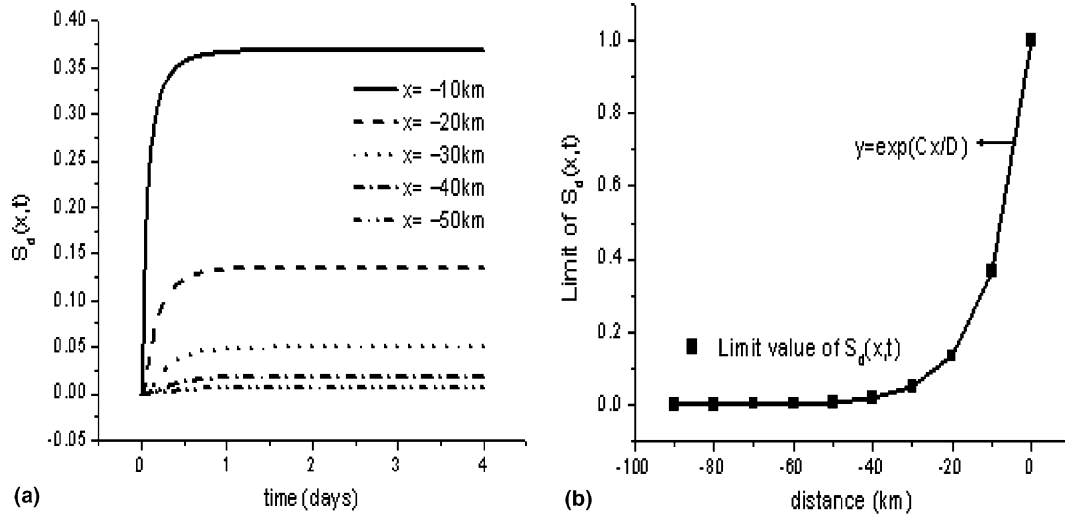 0.40
0.35
0.30
0.25
0.20
0.15
0.10
0.05
0.00
-0.05
S_d(x,t)
x= -10km
x= -20km
x= -30km
x= -40km
x= -50km
0
1
2
3
4
time (days)
(a)
1.0
0.8
0.6
0.4
0.2
0.0
Limit of S_d(x,t)
y=exp(Cx/D)
Limit value of S_d(x,t)
-100
-80
-60
-40
-20
0
distance (km)
(b)